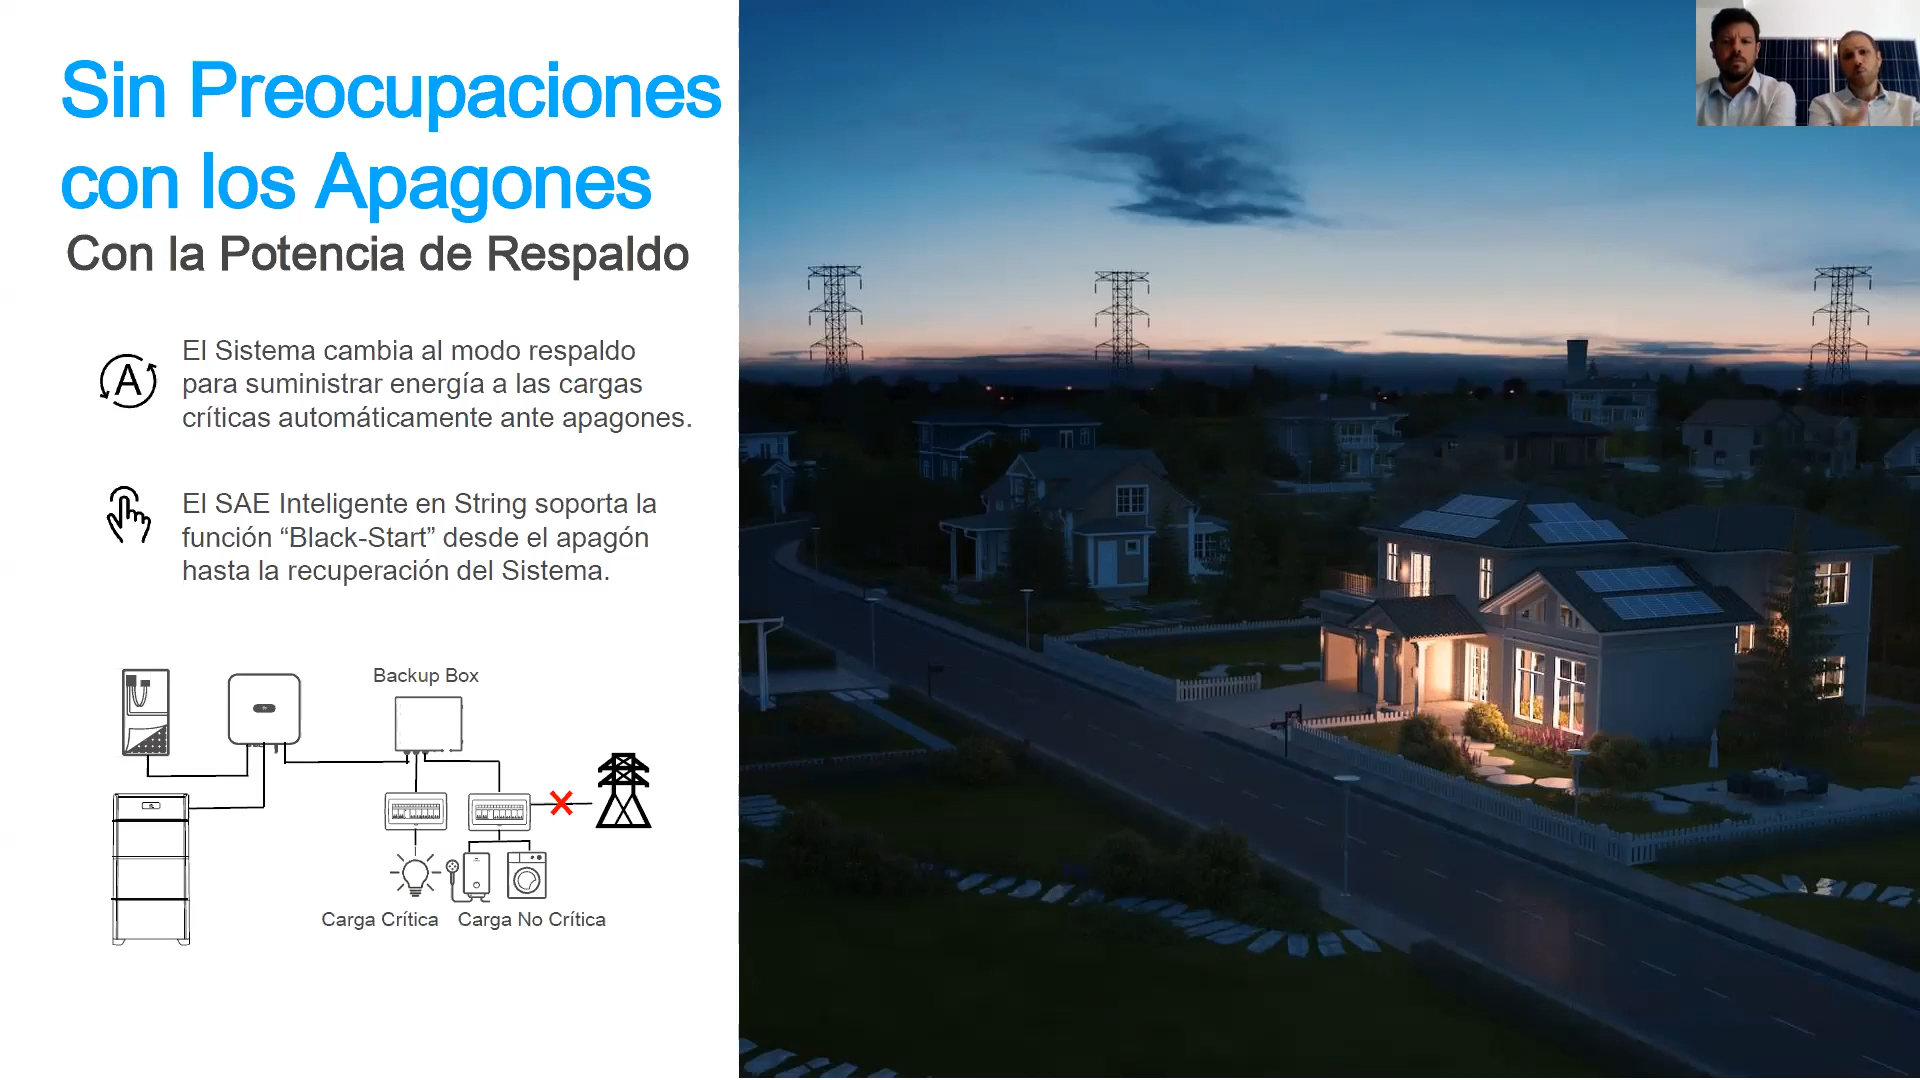 Sin Preocupaciones
con los Apagones
Con la Potencia de Respaldo
A
El Sistema cambia al modo respaldo
para suministrar energía a las cargas
críticas automáticamente ante apagones.
El SAE Inteligente en String soporta la
función “Black-Start” desde el apagón
hasta la recuperación del Sistema.
Backup Box
Carga Crítica
Carga No Crítica